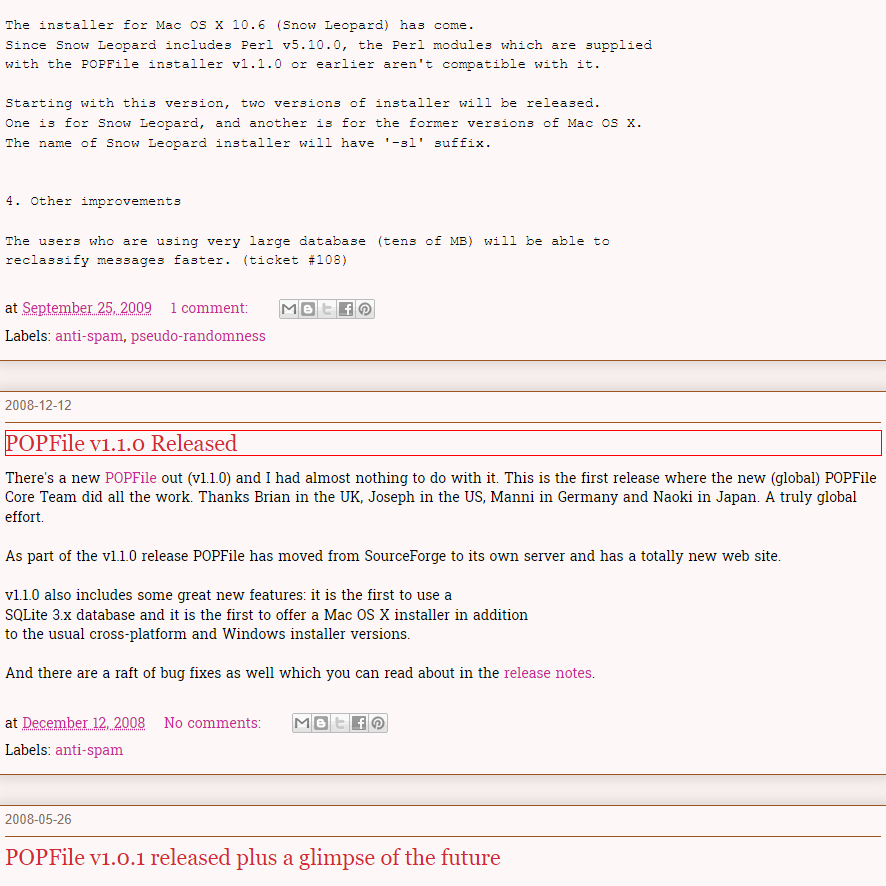 The installer for Mac OS X 10.6 (Snow Leopard) has come.
Since Snow Leopard includes Perl v5.10.0, the Perl modules which are supplied
with the POPFile installer v1.1.0 or earlier aren't compatible with it.
Starting with this version, two versions of installer will be released.
One is for Snow Leopard, and another is for the former versions of Mac OS X.
The name of Snow Leopard installer will have '-sl' suffix.
4. Other improvements
The users who are using very large database (tens of MB) will be able to
reclassify messages faster. (ticket #108)
at September 25, 2009 1 comment:
Labels: anti-spam, pseudo-randomness
2008-12-12
POPFile v1.1.0 Released
There's a new POPFile out (v1.1.0) and I had almost nothing to do with it. This is the first release where the new (global) POPFile
Core Team did all the work. Thanks Brian in the UK, Joseph in the US, Manni in Germany and Naoki in Japan. A truly global
effort.
As part of the v1.1.0 release POPFile has moved from SourceForge to its own server and has a totally new web site.
v1.1.0 also includes some great new features: it is the first to use a
SQLite 3.x database and it is the first to offer a Mac OS X installer in addition
to the usual cross-platform and Windows installer versions.
And there are a raft of bug fixes as well which you can read about in the release notes.
at December 12, 2008 No comments:
Labels: anti-spam
2008-05-26
POPFile v1.0.1 released plus a glimpse of the future